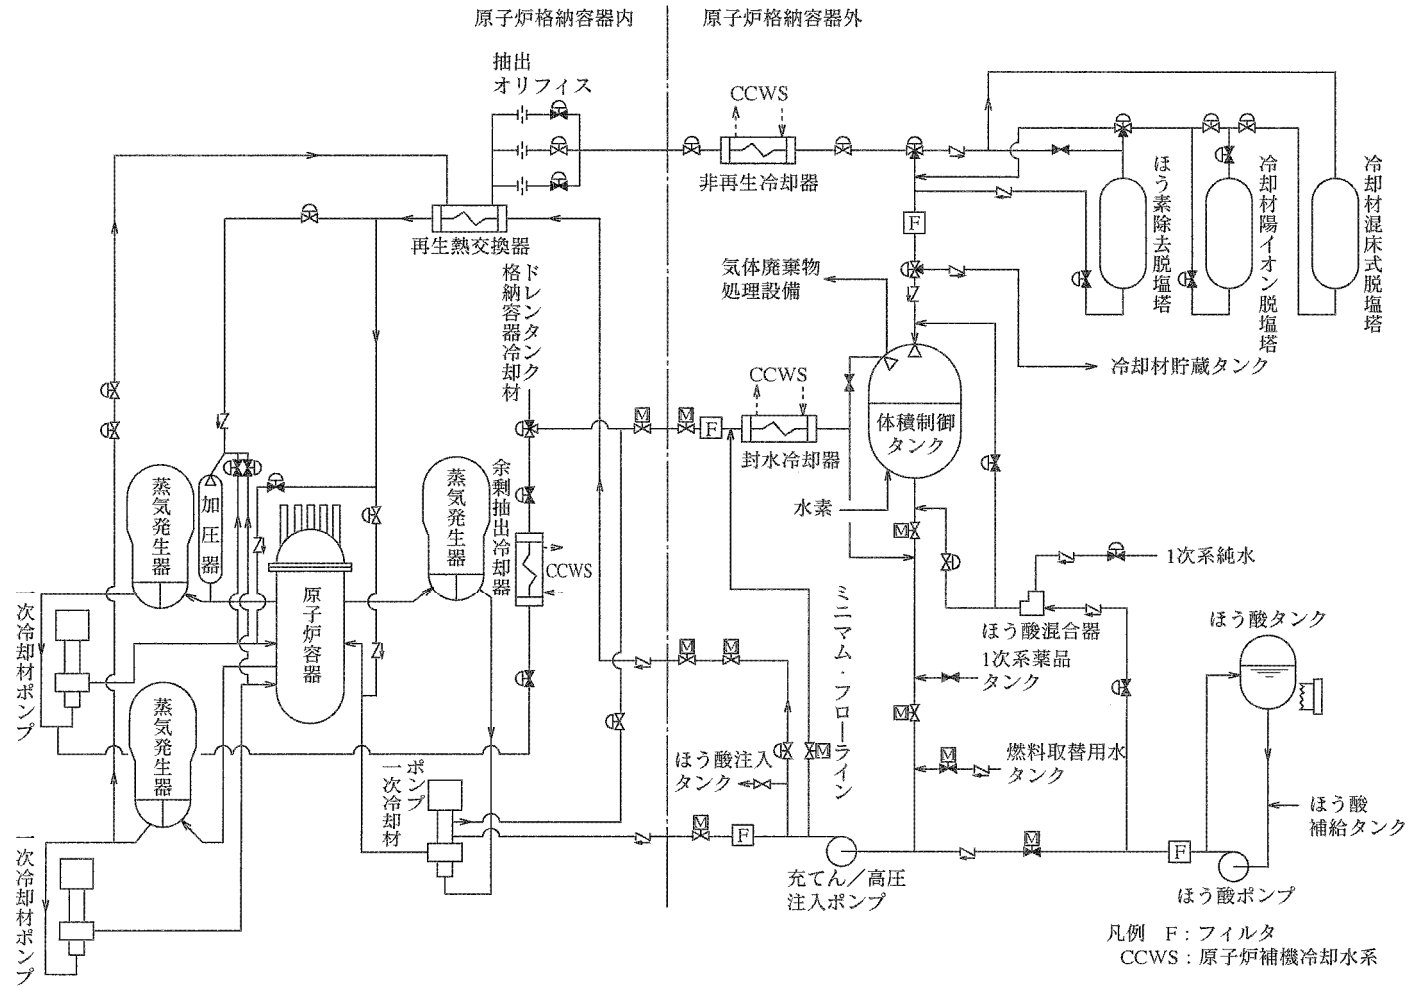 原子炉格納容器内
原子炉格納容器外
抽出
オリフィス
CCWS
非再生冷却器
再生熱交換器
F
ほう素除去脱塩塔
冷却材陽イオン脱塩塔
冷却材混床式脱塩塔
気体廃棄物
処理設備
格納容器冷却材
ドレンタンク
冷却材貯蔵タンク
CCWS
M
M
F
封水冷却器
体積制御
タンク
水素
蒸気発生器
加圧器
蒸気発生器
余剰抽出冷却器
CCWS
原子炉容器
M
1次系純水
ほう酸混合器
1次系薬品
タンク
ほう酸タンク
一次冷却材ポンプ
蒸気発生器
M
M
ミニマム・フローライン
M
M
燃料取替用水
タンク
ほう酸注入
タンク
M
一次冷却材
ポンプ
M
F
充てん／高圧
注入ポンプ
M
F
ほう酸
補給タンク
ほう酸ポンプ
一次冷却材ポンプ
凡例 F：フィルタ
CCWS：原子炉補機冷却水系